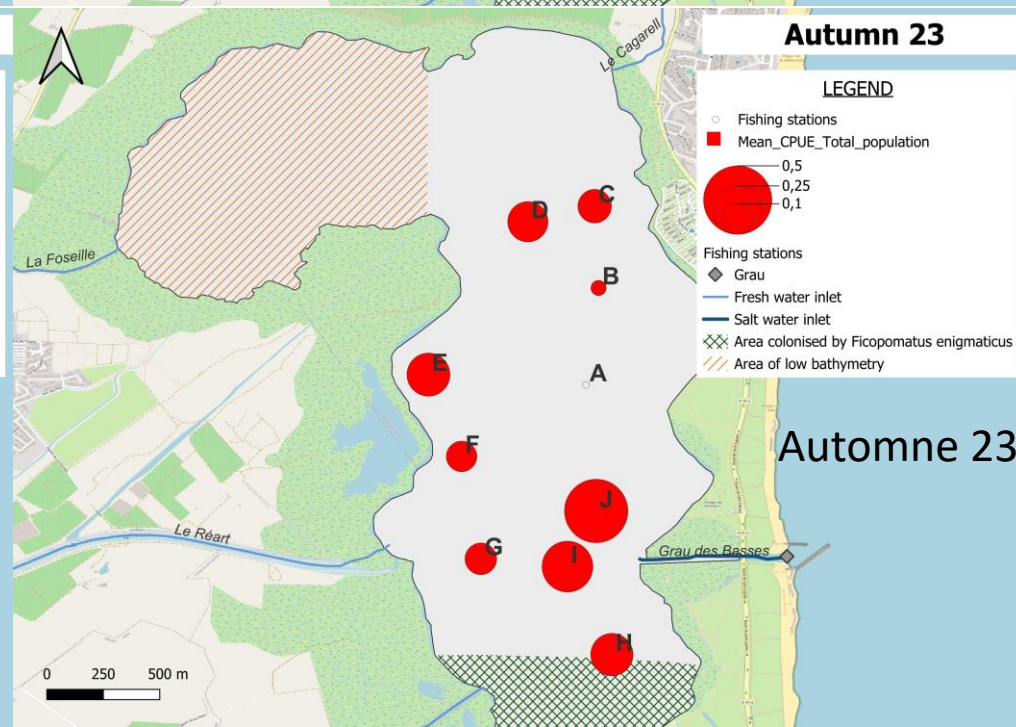 Autumn 23
LEGEND
Fishing stations
Mean_CPUE_Total_population
0,5
0,25
0,1
Fishing stations
Grau
Fresh water inlet
Salt water inlet
Area colonised by Ficopomatus enigmaticus
Area of low bathymetry
Le Cagarell
C
D
B
La Foseille
E
A
F
Automne 23
J
Le Réart
G
I
Grau des Basses
H
0 250 500 m